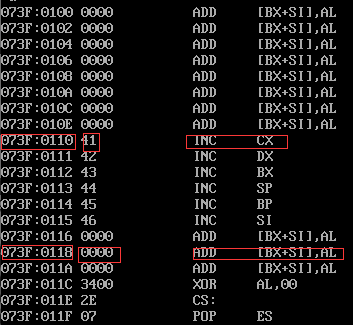 073F:0100 0000 ADD [BX+SI],AL
073F:0102 0000 ADD [BX+SI],AL
073F:0104 0000 ADD [BX+SI],AL
073F:0106 0000 ADD [BX+SI],AL
073F:0108 0000 ADD [BX+SI],AL
073F:010A 0000 ADD [BX+SI],AL
073F:010C 0000 ADD [BX+SI],AL
073F:010E 0000 ADD [BX+SI],AL
073F:0110 41 INC CX
073F:0111 42 INC DX
073F:0112 43 INC BX
073F:0113 44 INC SP
073F:0114 45 INC BP
073F:0115 46 INC SI
073F:0116 0000 ADD [BX+SI],AL
073F:0118 0000 ADD [BX+SI],AL
073F:011A 0000 ADD [BX+SI],AL
073F:011C 3400 XOR AL,00
073F:011E 2E CS:
073F:011F 07 POP ES